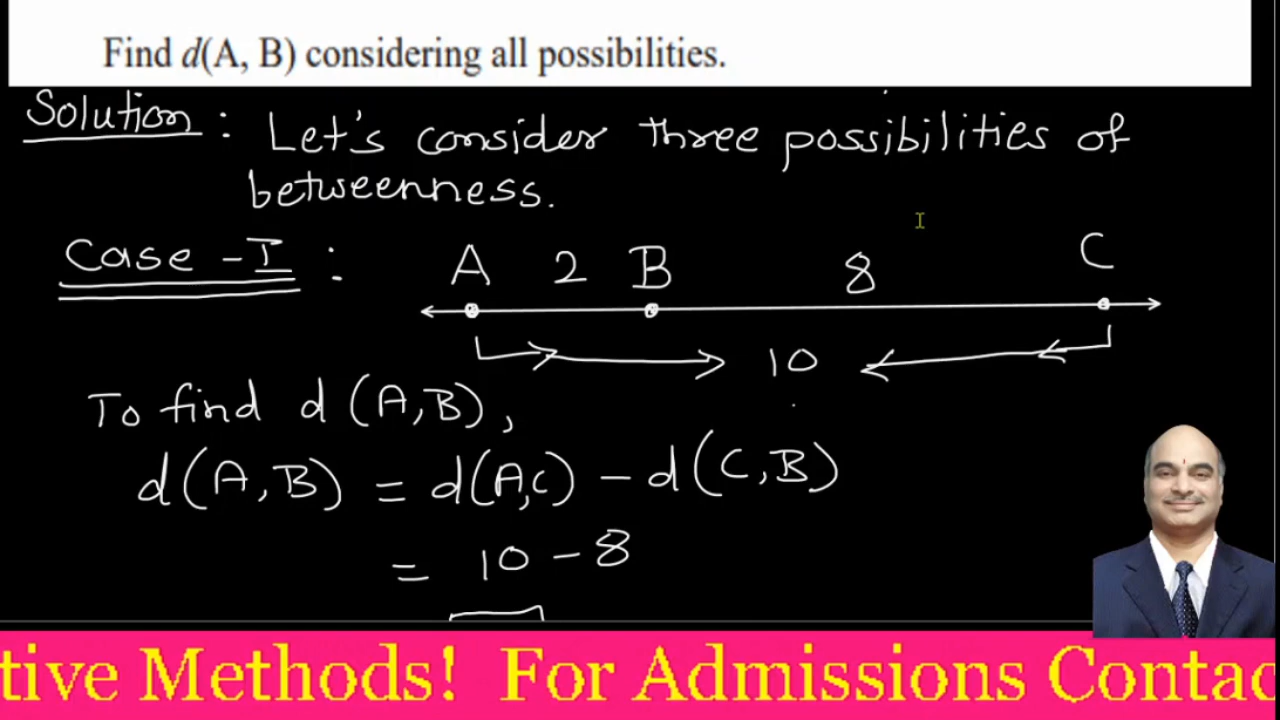 Find d(A, B) considering all possibilities.
Solution : Let's consider three possibilities of
betweenness.
Case - I :
A 2 B 8 C
10
To find d(A,B),
d(A,B) = d(A,C) - d(C,B)
= 10 - 8
tive Methods! For Admissions Contac